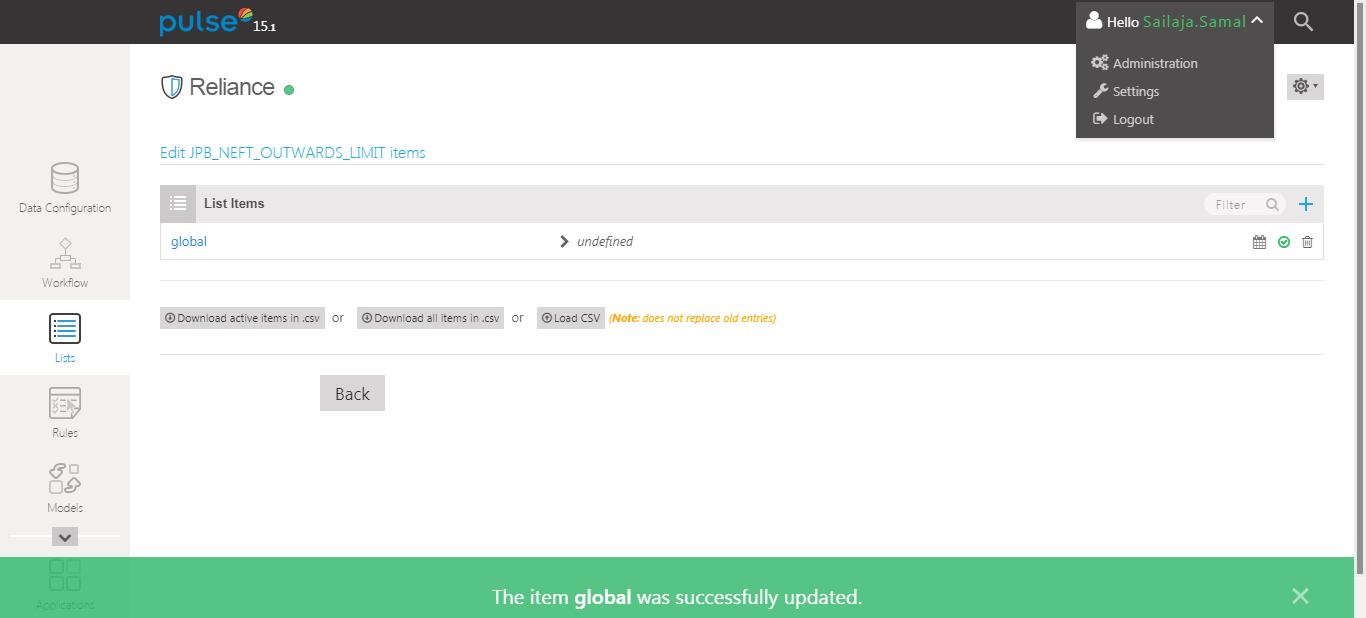 pulse 15.1
Hello Sailaja.Samal
Administration
Settings
Logout
Reliance
Edit JPB_NEFT_OUTWARDS_LIMIT items
List Items
Filter
global
undefined
Download active items in .csv or Download all items in .csv or Load CSV (Note: does not replace old entries)
Back
Data Configuration
Workflow
Lists
Rules
Models
Applications
The item global was successfully updated.